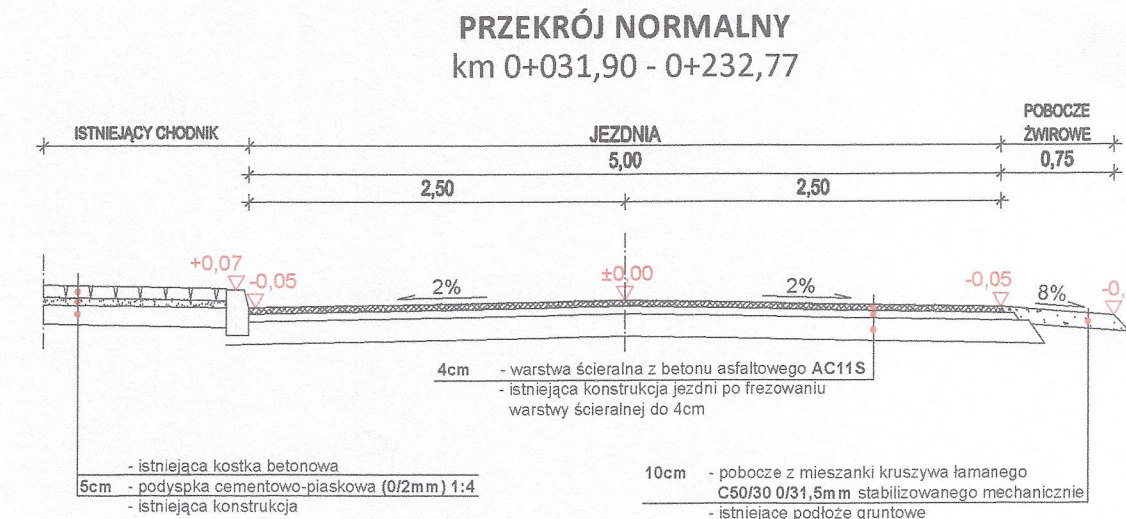 PRZEKRÓJ NORMALNY
km 0+031,90 - 0+232,77
ISTNIEJĄCY CHODNIK
JEZDNIA
POBOCZE
ŻWIROWE
5,00
0,75
2,50
2,50
+0,07
-0,05
2%
±0,00
2%
-0,05
8%
-0,
4cm - warstwa ścieralna z betonu asfaltowego AC11S
- istniejąca konstrukcja jezdni po frezowaniu
warstwy ścieralnej do 4cm
- istniejąca kostka betonowa
5cm - podyspka cementowo-piaskowa (0/2mm) 1:4
- istniejąca konstrukcja
10cm - pobocze z mieszanki kruszywa łamanego
C50/30 0/31,5mm stabilizowanego mechanicznie
- istniejące podłoże gruntowe